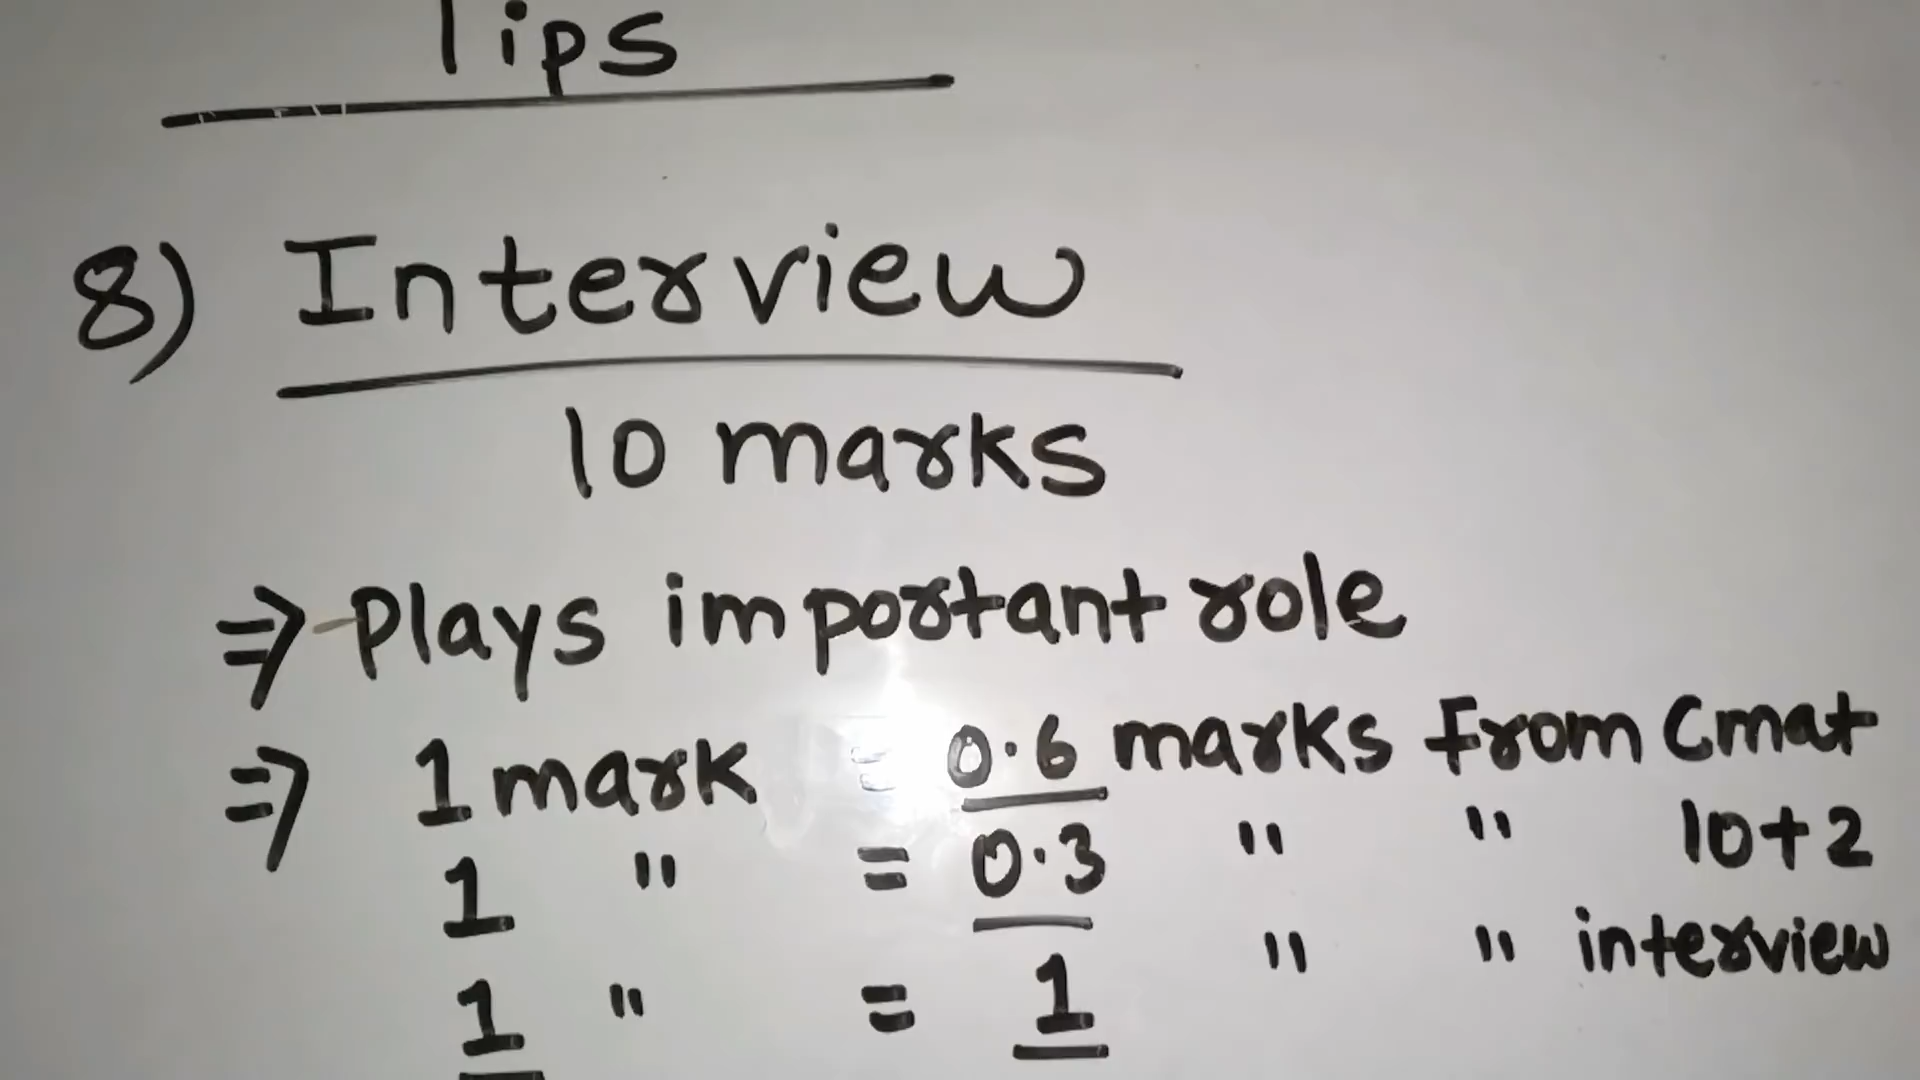 Tips
8) Interview
10 marks
⇒ Plays important role
⇒ 1 mark = 0.6 marks From Cmat
1 " = 0.3 " " 10+2
1 " = 1 " " interview